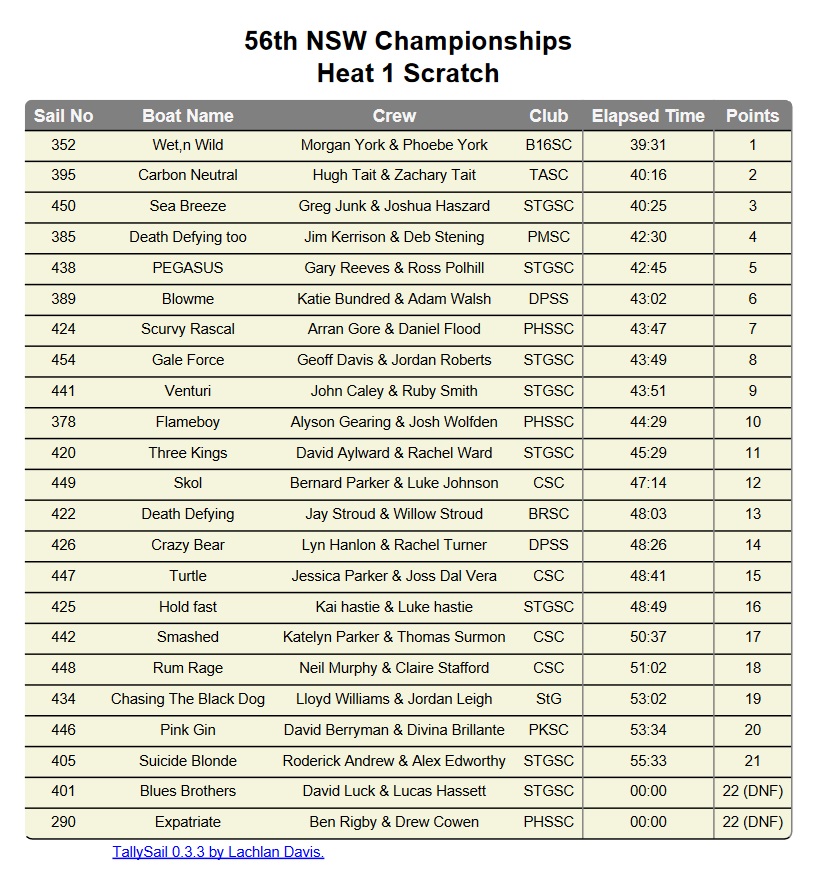 56th NSW Championships
Heat 1 Scratch
Sail No Boat Name Crew Club Elapsed Time Points
352 Wet,n Wild Morgan York & Phoebe York B16SC 39:31 1
395 Carbon Neutral Hugh Tait & Zachary Tait TASC 40:16 2
450 Sea Breeze Greg Junk & Joshua Haszard STGSC 40:25 3
385 Death Defying too Jim Kerrison & Deb Stening PMSC 42:30 4
438 PEGASUS Gary Reeves & Ross Polhill STGSC 42:45 5
389 Blowme Katie Bundred & Adam Walsh DPSS 43:02 6
424 Scurvy Rascal Arran Gore & Daniel Flood PHSSC 43:47 7
454 Gale Force Geoff Davis & Jordan Roberts STGSC 43:49 8
441 Venturi John Caley & Ruby Smith STGSC 43:51 9
378 Flameboy Alyson Gearing & Josh Wolfden PHSSC 44:29 10
420 Three Kings David Aylward & Rachel Ward STGSC 45:29 11
449 Skol Bernard Parker & Luke Johnson CSC 47:14 12
422 Death Defying Jay Stroud & Willow Stroud BRSC 48:03 13
426 Crazy Bear Lyn Hanlon & Rachel Turner DPSS 48:26 14
447 Turtle Jessica Parker & Joss Dal Vera CSC 48:41 15
425 Hold fast Kai hastie & Luke hastie STGSC 48:49 16
442 Smashed Katelyn Parker & Thomas Surmon CSC 50:37 17
448 Rum Rage Neil Murphy & Claire Stafford CSC 51:02 18
434 Chasing The Black Dog Lloyd Williams & Jordan Leigh StG 53:02 19
446 Pink Gin David Berryman & Divina Brillante PKSC 53:34 20
405 Suicide Blonde Roderick Andrew & Alex Edworthy STGSC 55:33 21
401 Blues Brothers David Luck & Lucas Hassett STGSC 00:00 22 (DNF)
290 Expatriate Ben Rigby & Drew Cowen PHSSC 00:00 22 (DNF)
TallySail 0.3.3 by Lachlan Davis.